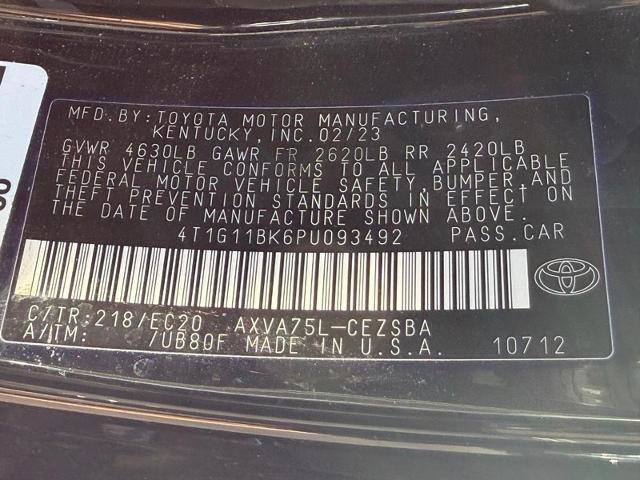 MFD. BY: TOYOTA MOTOR MANUFACTURING,
KENTUCKY, INC. 02/23
GVWR 4630LB GAWR FR 2620LB RR 2420LB
THIS VEHICLE CONFORMS TO ALL APPLICABLE
FEDERAL MOTOR VEHICLE SAFETY, BUMPER, AND
THEFT PREVENTION STANDARDS IN EFFECT ON
THE DATE OF MANUFACTURE SHOWN ABOVE.
4T1G11BK6PU093492 PASS.CAR
C/TR:218/EC20 AXVA75L-CEZSBA
A/TM: /UB80F MADE IN U.S.A. 10712